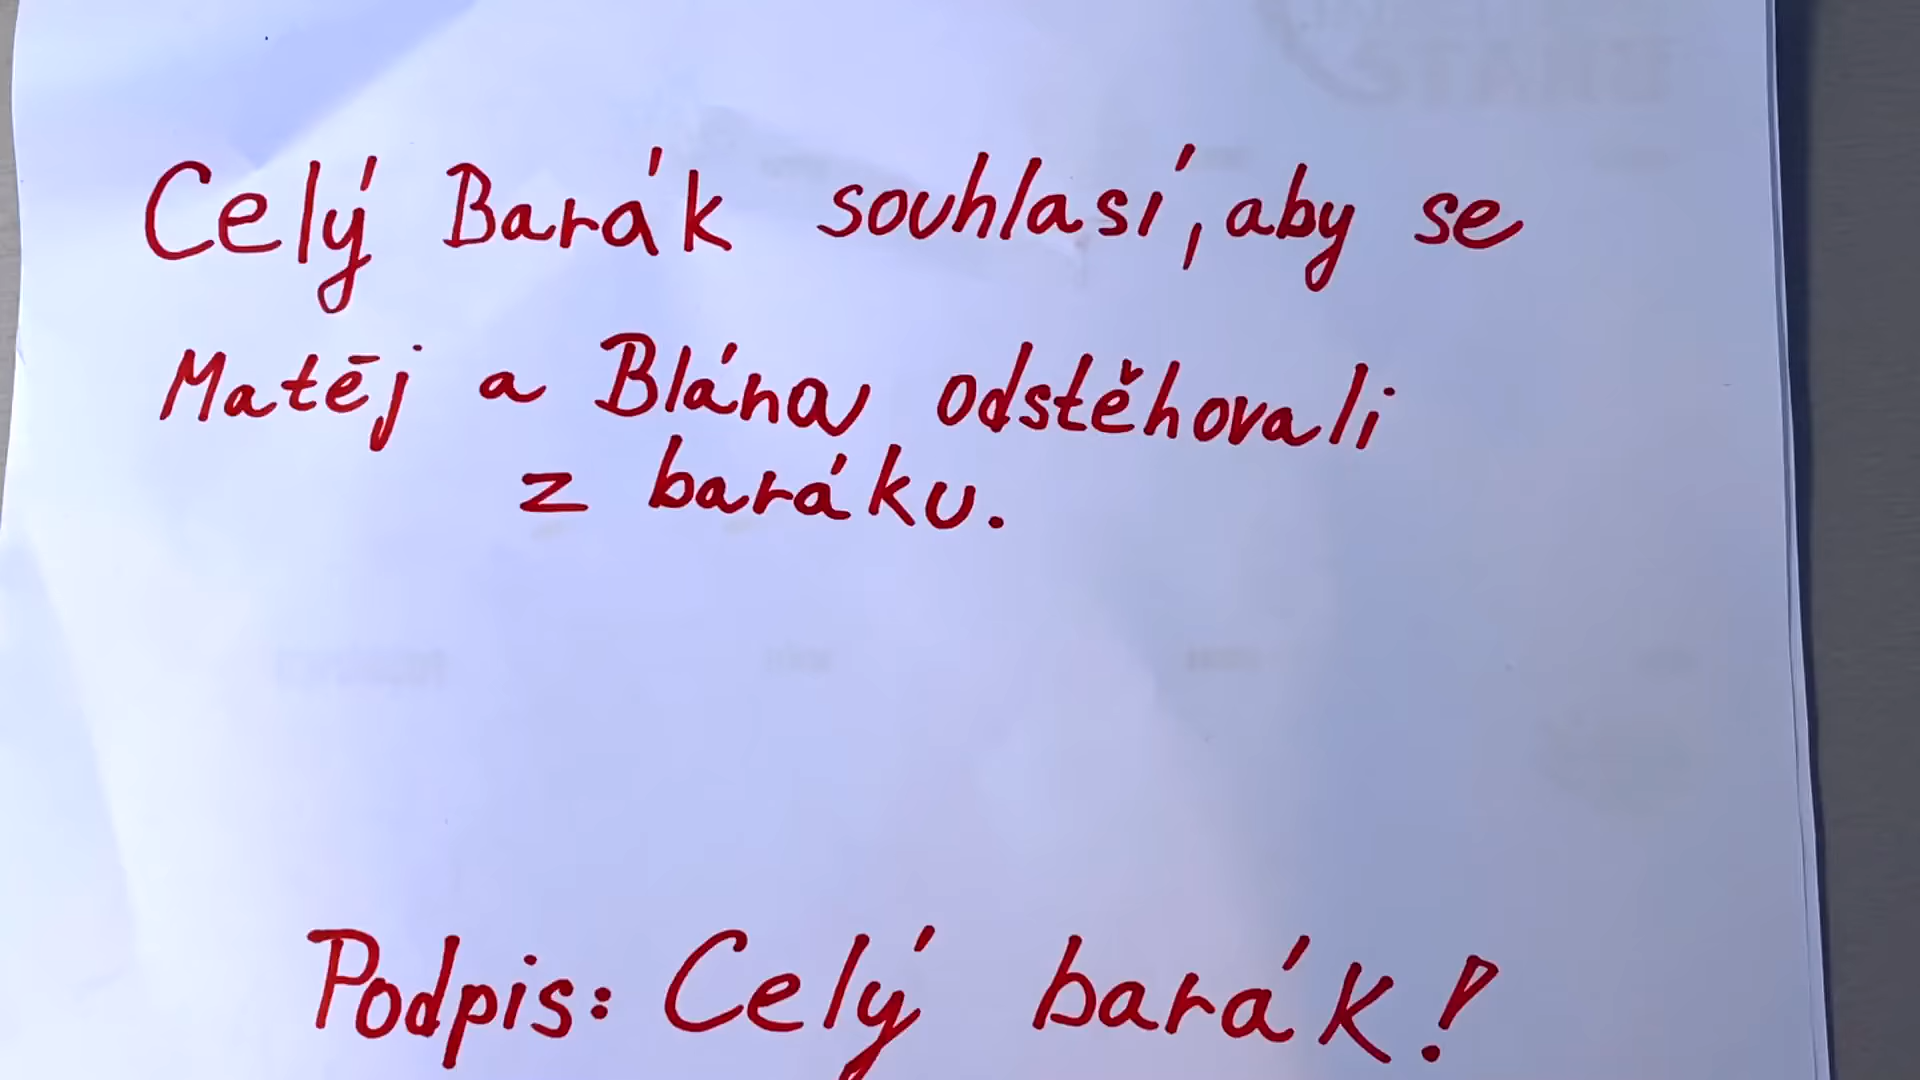 Celý Barák souhlasí, aby se
Matěj a Blána odstěhovali
z baráku.
Podpis: Celý barák!